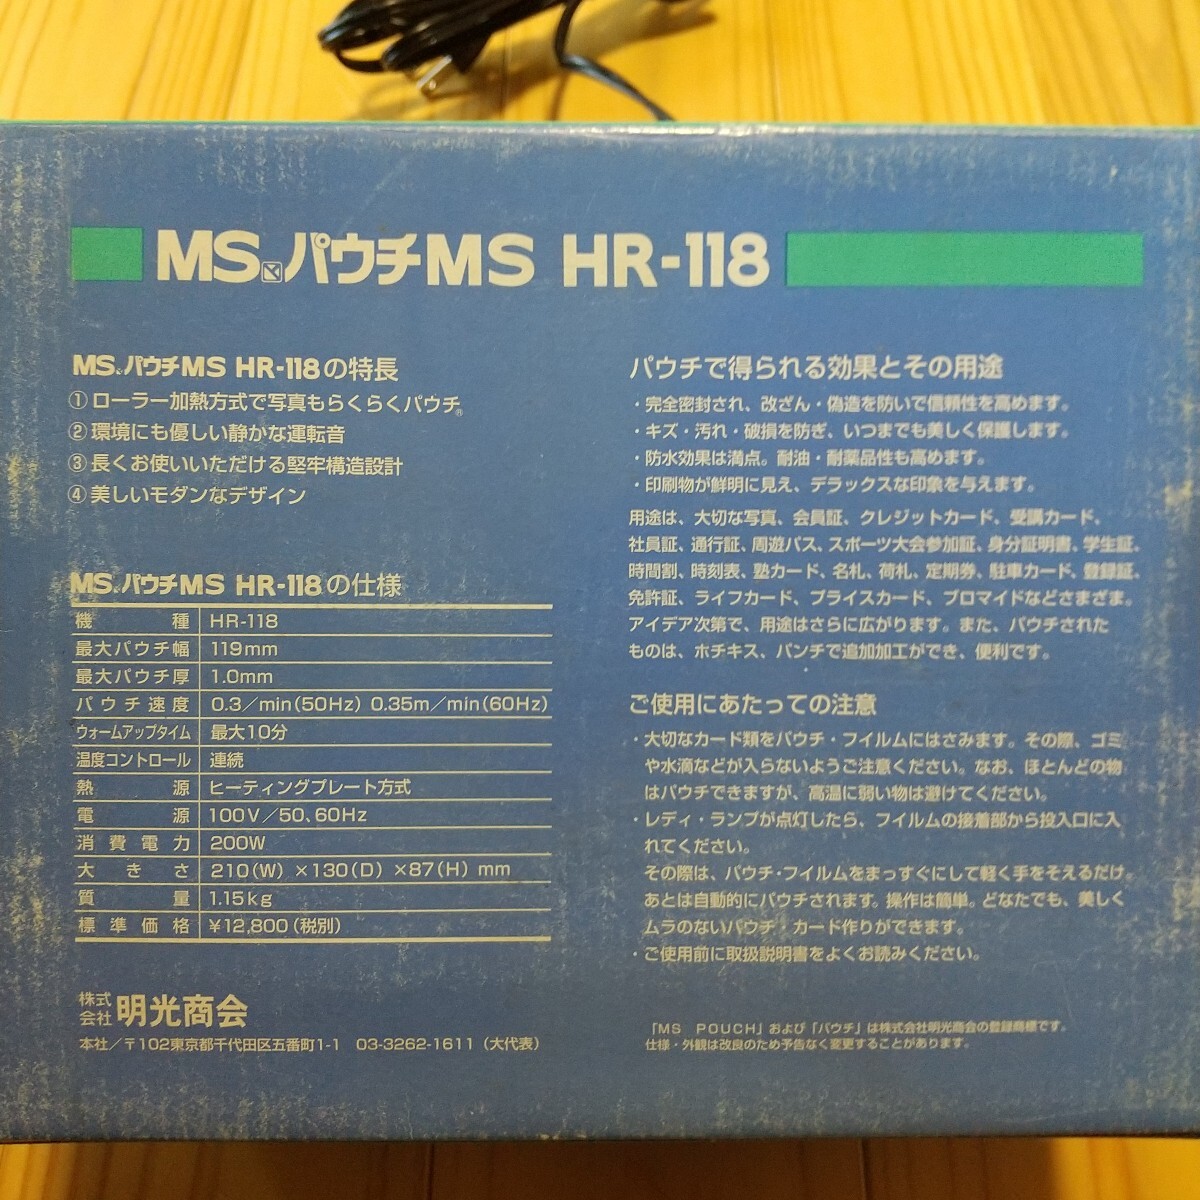 MSパウチMS HR-118
MSパウチMS HR-118の特長
① ローラー加熱方式で写真もらくらくパウチ®
② 環境にも優しい静かな運転音
③ 長くお使いいただける堅牢構造設計
④ 美しいモダンなデザイン
MSパウチMS HR-118の仕様
機種 HR-118
最大パウチ幅 119mm
最大パウチ厚 1.0mm
パウチ速度 0.3/min(50Hz) 0.35m/min(60Hz)
ウォームアップタイム 最大10分
温度コントロール 連続
熱源 ヒーティングプレート方式
電源 100V/50、60Hz
消費電力 200W
大きさ 210(W)×130(D)×87(H) mm
質量 1.15kg
標準価格 ¥12,800(税別)
株式会社 明光商会
本社/〒102東京都千代田区五番町1-1 03-3262-1611(大代表)
パウチで得られる効果とその用途
・完全密封され、改ざん・偽造を防いで信頼性を高めます。
・キズ・汚れ・破損を防ぎ、いつまでも美しく保護します。
・防水効果は満点。耐油・耐薬品性も高めます。
・印刷物が鮮明に見え、デラックスな印象を与えます。
用途は、大切な写真、会員証、クレジットカード、受講カード、
社員証、通行証、周遊パス、スポーツ大会参加証、身分証明書、学生証、
時間割、時刻表、塾カード、名札、荷札、定期券、駐車カード、登録証、
免許証、ライフカード、プライスカード、ブロマイドなどさまざま。
アイデア次第で、用途はさらに広がります。また、パウチされた
ものは、ホチキス、パンチで追加加工ができ、便利です。
ご使用にあたっての注意
・大切なカード類をパウチ・フイルムにはさみます。その際、ゴミ
や水滴などが入らないようご注意ください。なお、ほとんどの物
はパウチできますが、高温に弱い物は避けてください。
・レディ・ランプが点灯したら、フイルムの接着部から投入口に入
れてください。
その際は、パウチ・フイルムをまっすぐにして軽く手をそえるだけ。
あとは自動的にパウチされます。操作は簡単。どなたでも、美しく
ムラのないパウチ・カード作りができます。
・ご使用前に取扱説明書をよくお読みください。
「MS POUCH」および「パウチ」は株式会社明光商会の登録商標です。
仕様・外観は改良のため予告なく変更することがあります。